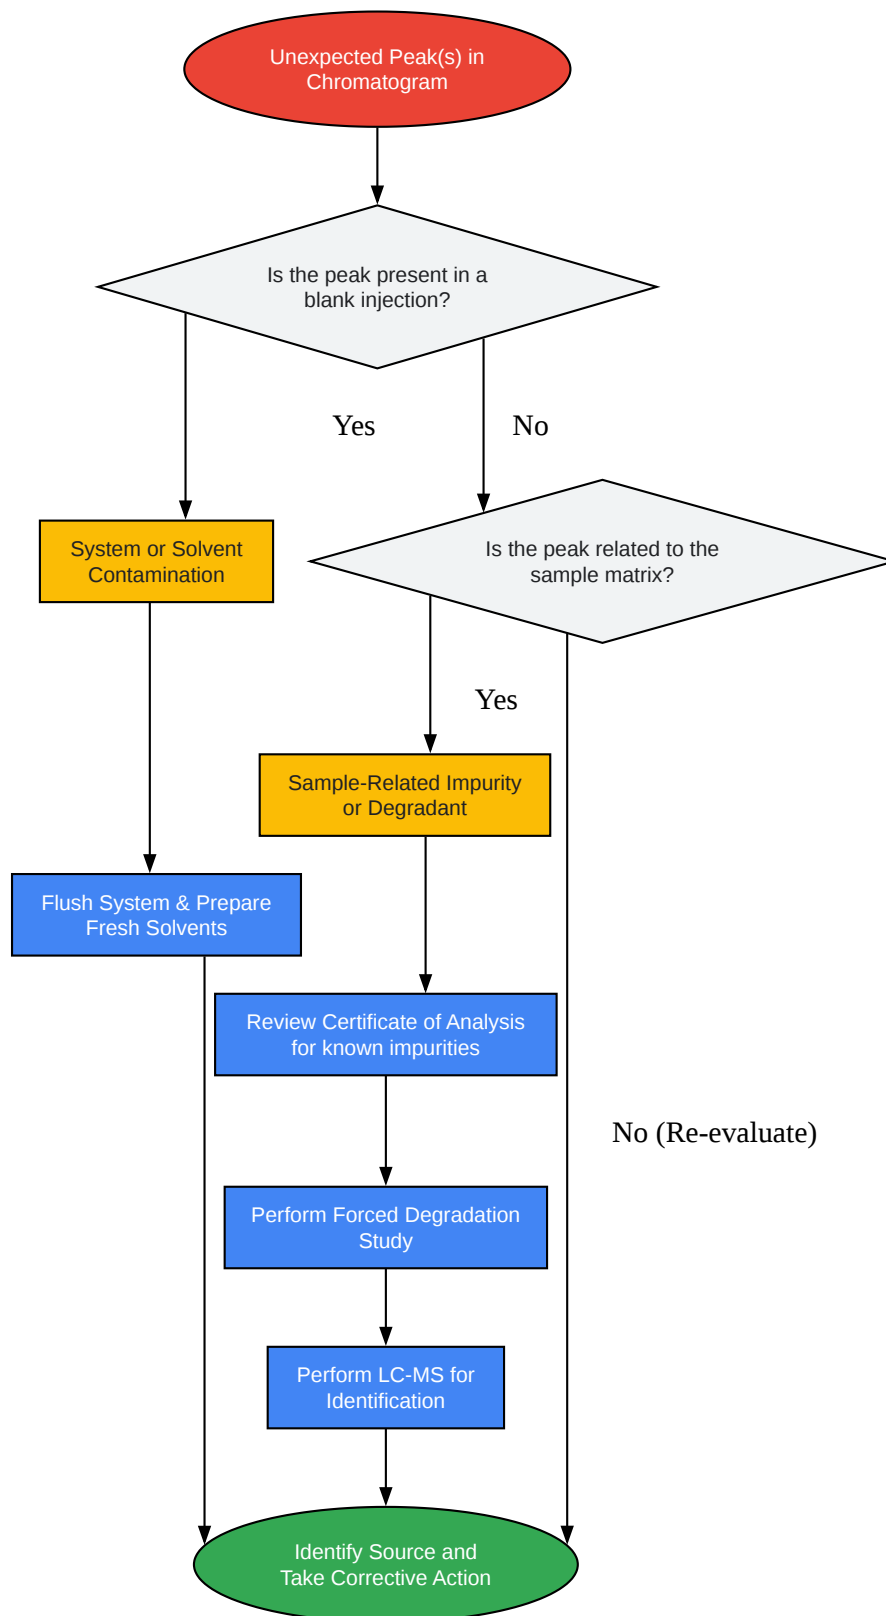 Unexpected Peak(s) in
Chromatogram
Is the peak present in a
blank injection?
Yes
No
System or Solvent
Contamination
Is the peak related to the
sample matrix?
Yes
Sample-Related Impurity
or Degradant
Flush System & Prepare
Fresh Solvents
Review Certificate of Analysis
for known impurities
No (Re-evaluate)
Perform Forced Degradation
Study
Perform LC-MS for
Identification
Identify Source and
Take Corrective Action